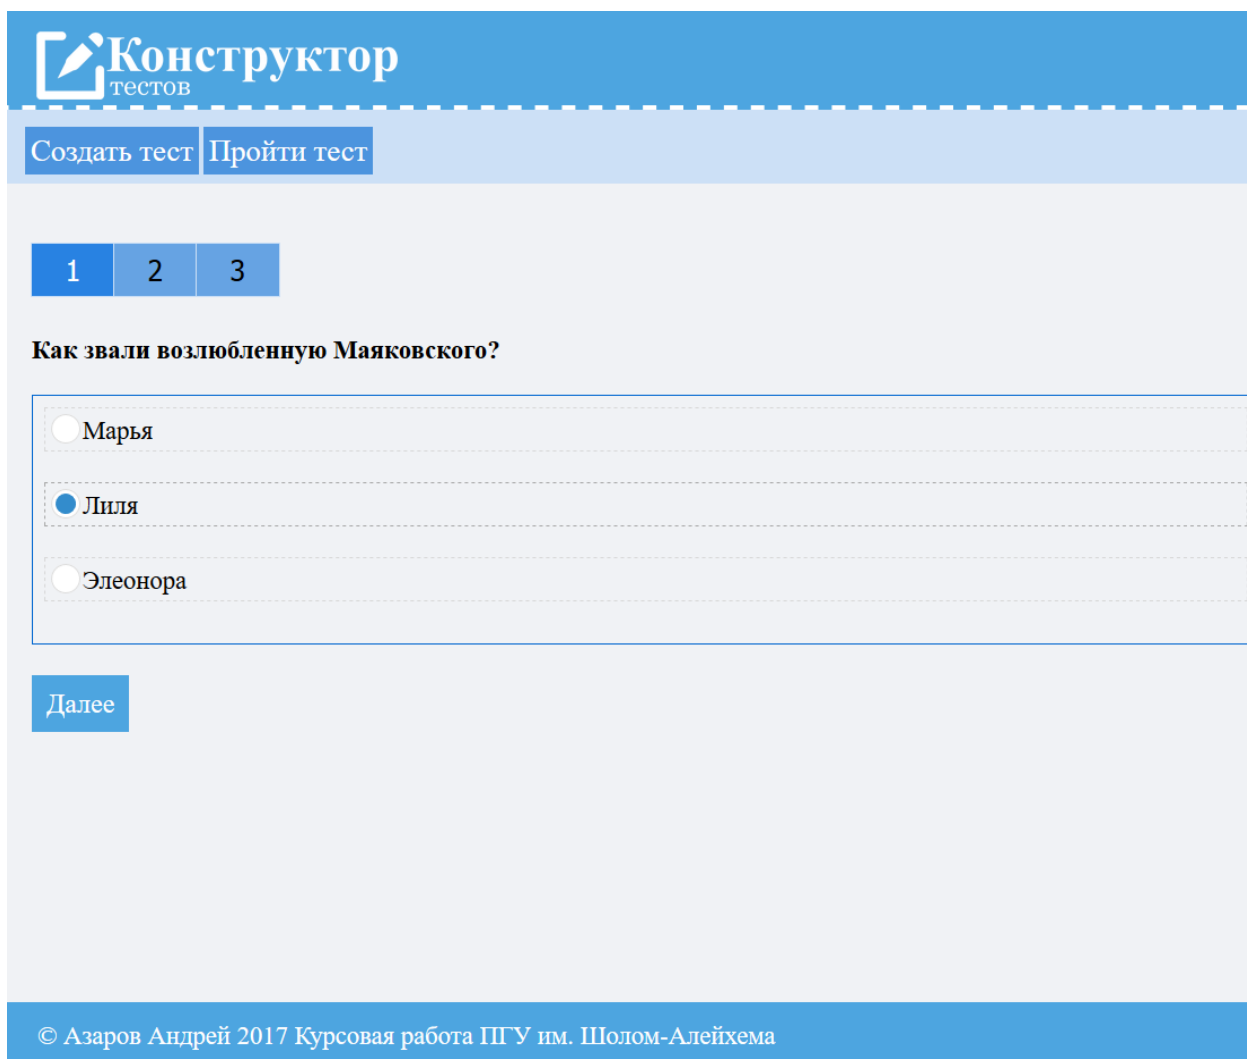 Конструктор
тестов
Создать тест Пройти тест
1 2 3
Как звали возлюбленную Маяковского?
Марья
Лиля
Элеонора
Далее
© Азаров Андрей 2017 Курсовая работа ПГУ им. Шолом-Алейхема